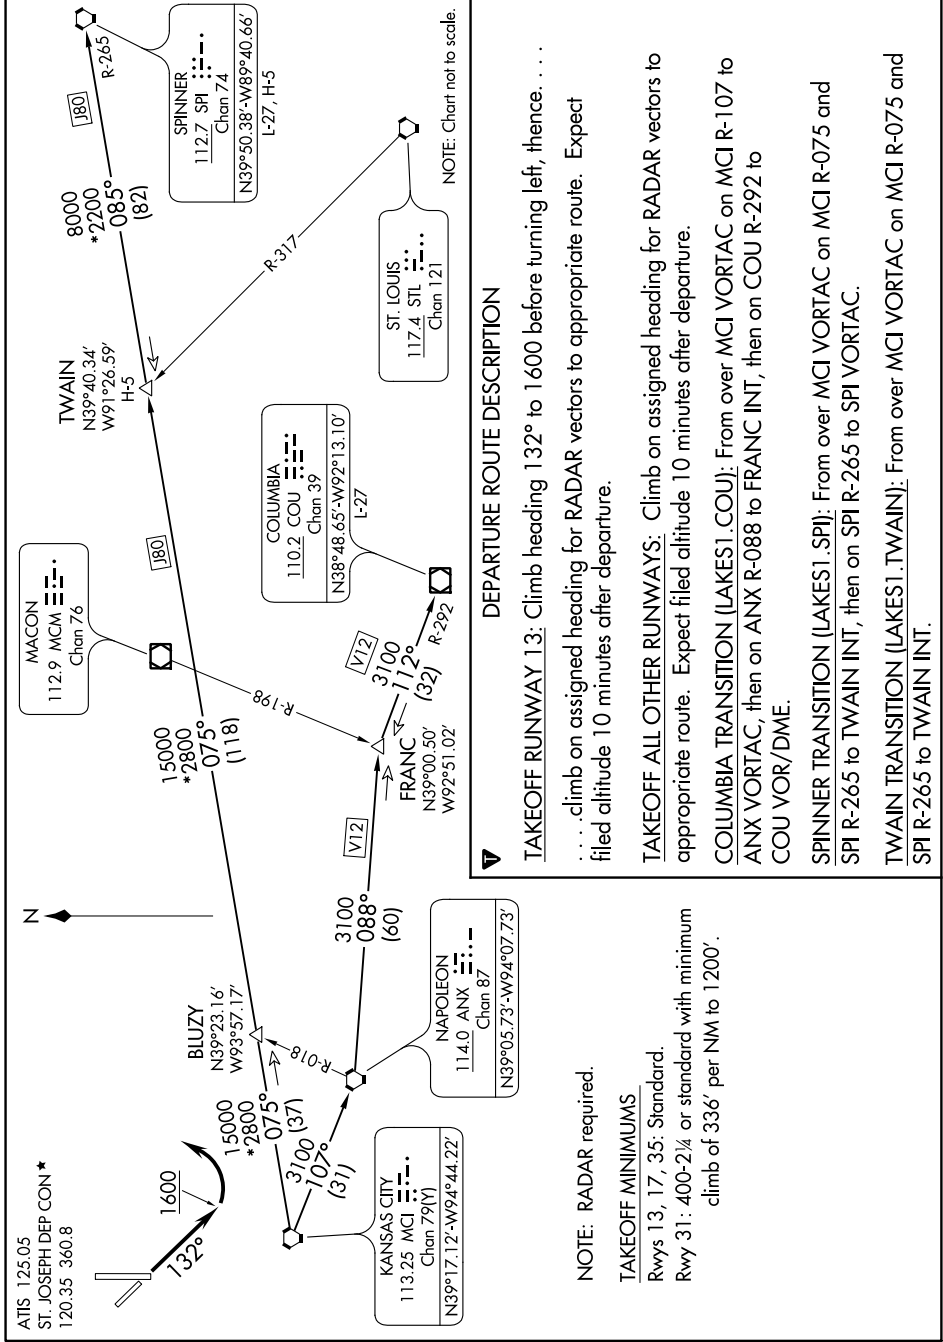 ATIS 125.05
ST. JOSEPH DEP CON ★
120.35 360.8
1600
132°
N
BLUZY
N39°23.16'
W93°57.17'
15000
*2800
075°
(37)
3100
107°
(31)
R-018
KANSAS CITY
113.25 MCI
Chan 79(Y)
N39°17.12'-W94°44.22'
NAPOLEON
114.0 ANX
Chan 87
N39°05.73'-W94°07.73'
3100
088°
(60)
V12
15000
*2800
075°
(118)
J80
MACON
112.9 MCM
Chan 76
R-198
FRANC
N39°00.50'
W92°51.02'
V12
3100
112°
(32)
R-292
COLUMBIA
110.2 COU
Chan 39
N38°48.65'-W92°13.10'
L-27
TWAIN
N39°40.34'
W91°26.59'
H-5
8000
*2200
085°
(82)
J80
R-265
SPINNER
112.7 SPI
Chan 74
N39°50.38'-W89°40.66'
L-27, H-5
R-317
ST. LOUIS
117.4 STL
Chan 121
NOTE: Chart not to scale.
NOTE: RADAR required.
TAKEOFF MINIMUMS
Rwys 13, 17, 35: Standard.
Rwy 31: 400-2¼ or standard with minimum
climb of 336' per NM to 1200'.
T
DEPARTURE ROUTE DESCRIPTION
TAKEOFF RUNWAY 13: Climb heading 132° to 1600 before turning left, thence. . . .
. . . .climb on assigned heading for RADAR vectors to appropriate route. Expect
filed altitude 10 minutes after departure.
TAKEOFF ALL OTHER RUNWAYS: Climb on assigned heading for RADAR vectors to
appropriate route. Expect filed altitude 10 minutes after departure.
COLUMBIA TRANSITION (LAKES1.COU): From over MCI VORTAC on MCI R-107 to
ANX VORTAC, then on ANX R-088 to FRANC INT, then on COU R-292 to
COU VOR/DME.
SPINNER TRANSITION (LAKES1.SPI): From over MCI VORTAC on MCI R-075 and
SPI R-265 to TWAIN INT, then on SPI R-265 to SPI VORTAC.
TWAIN TRANSITION (LAKES1.TWAIN): From over MCI VORTAC on MCI R-075 and
SPI R-265 to TWAIN INT.